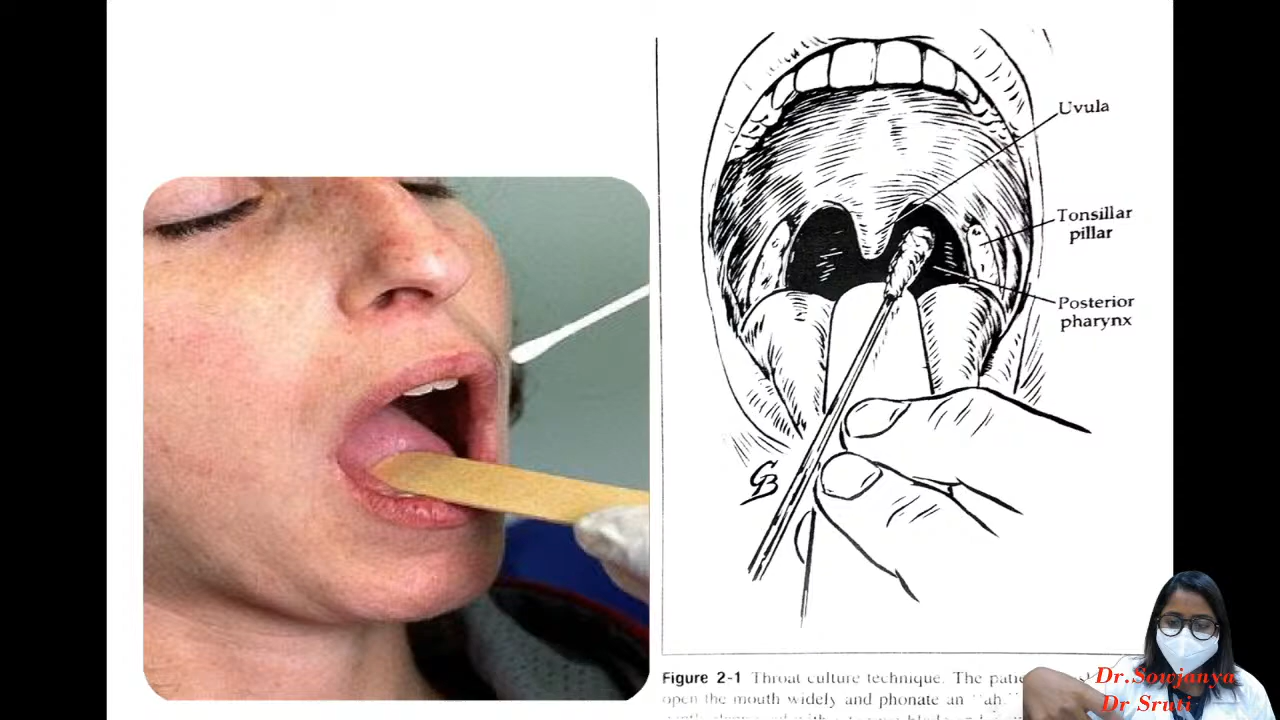 Uvula
Tonsillar
pillar
Posterior
pharynx
GB
Figure 2-1 Throat culture technique. The
open the mouth widely and phonate an "ah."
Dr.Sowjanya
Dr Sruti